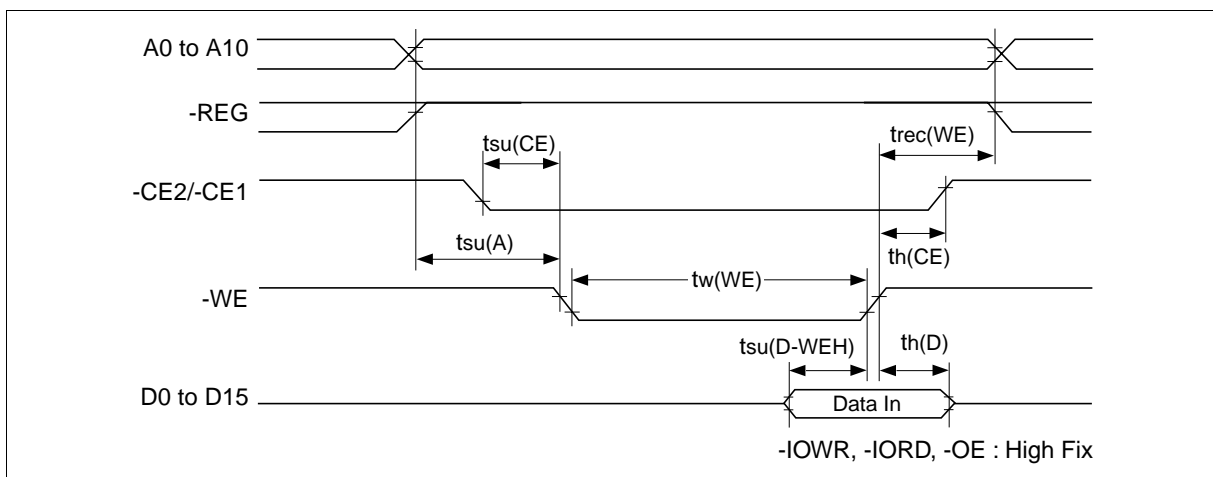 A0 to A10
-REG
tsu(CE)
trec(WE)
-CE2/-CE1
tsu(A)
th(CE)
tw(WE)
-WE
tsu(D-WEH)
th(D)
D0 to D15
Data In
-IOWR, -IORD, -OE : High Fix